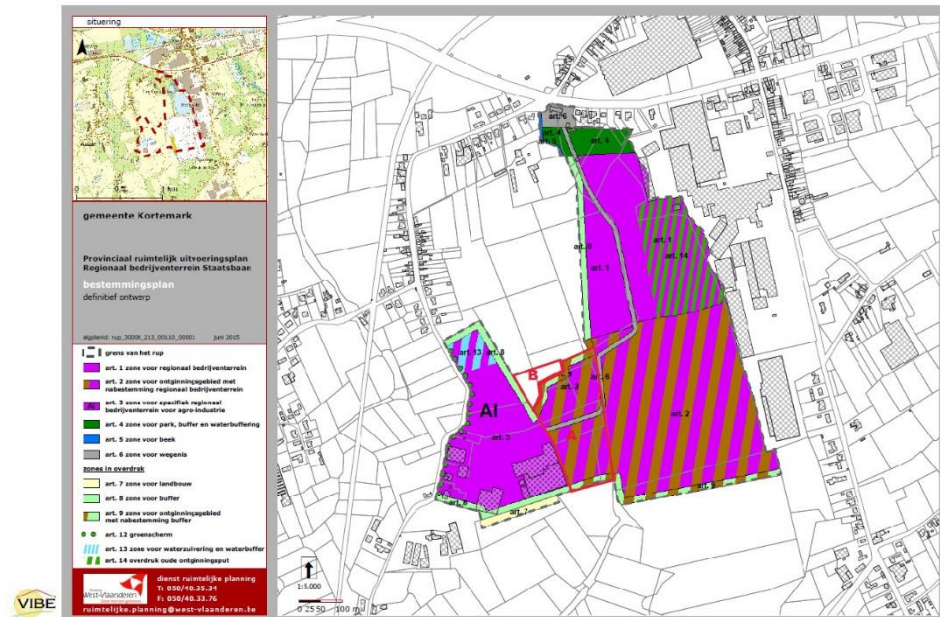 situering
gemeente Kortemark
Provinciaal ruimtelijk uitvoeringsplan
Regionaal bedrijventerrein Staatsbaan
bestemmingsplan
definitief ontwerp
juni 2015
grens van het rup
art. 1 zone voor regionaal bedrijventerrein
art. 2 zone voor ontginningsgebied met
nabestemming regionaal bedrijventerrein
AI
art. 3 zone voor specifiek regionaal
bedrijventerrein voor agro-industrie
art. 4 zone voor park, buffer en waterbuffering
art. 5 zone voor beek
art. 6 zone voor wegenis
zones in overdruk
art. 7 zone voor landbouw
art. 8 zone voor buffer
art. 9 zone voor ontginningsgebied
met nabestemming buffer
art. 12 groenscherm
art. 13 zone voor waterzuivering en waterbuffer
art. 14 overdruk oude ontginningsput
West-Vlaanderen
dienst ruimtelijke planning
T: 050/40.35.34
F: 050/40.33.76
ruimtelijke.planning@west-vlaanderen.be
VIBE
art. 6
art. 4
art. 4
art. 5
art. 8
art. 1
art. 1
art. 14
art. 13
art. 8
B
art. 2
art. 6
AI
art. 3
A
art. 2
art. 9
art. 8
art. 7
1:5.000
0 25 50 100 m